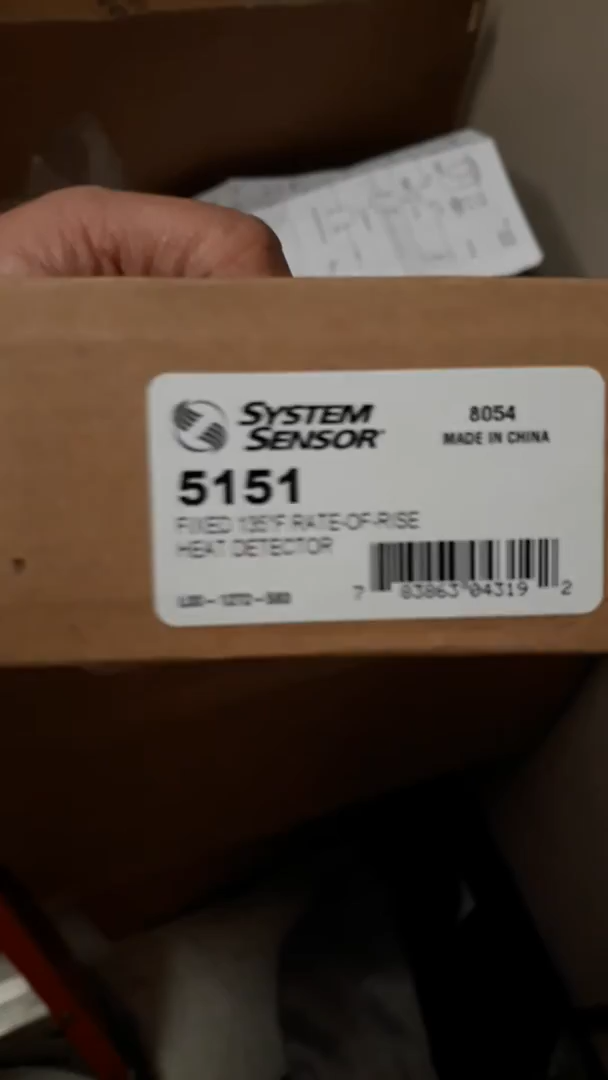 SYSTEM
SENSOR
8054
MADE IN CHINA
5151
FIXED 135°F RATE-OF-RISE
HEAT DETECTOR
7 83863 04319 2